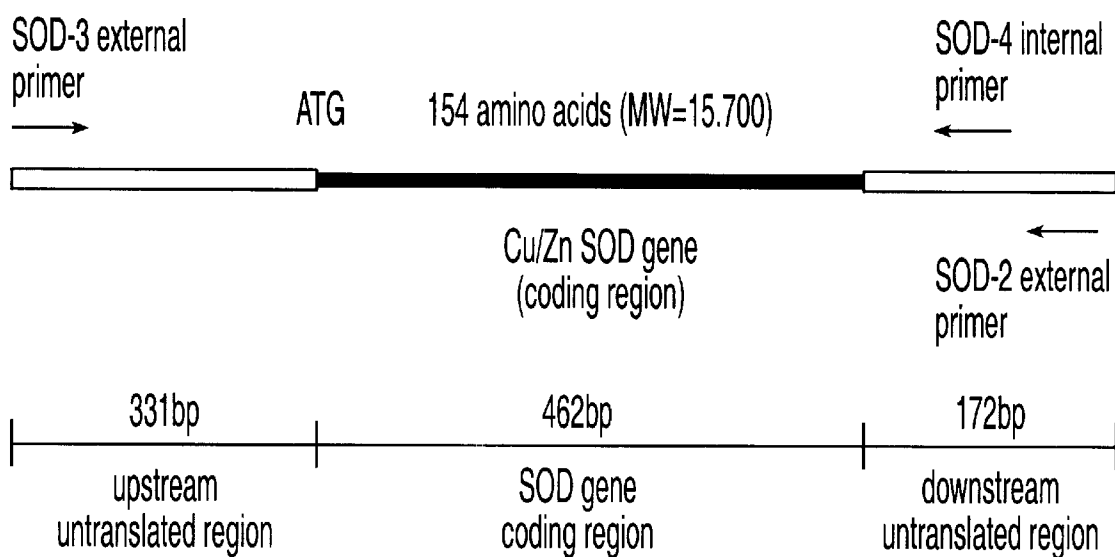 SOD-3 external
primer
SOD-4 internal
primer
ATG
154 amino acids (MW=15.700)
Cu/Zn SOD gene
(coding region)
SOD-2 external
primer
331bp
462bp
172bp
upstream
untranslated region
SOD gene
coding region
downstream
untranslated region